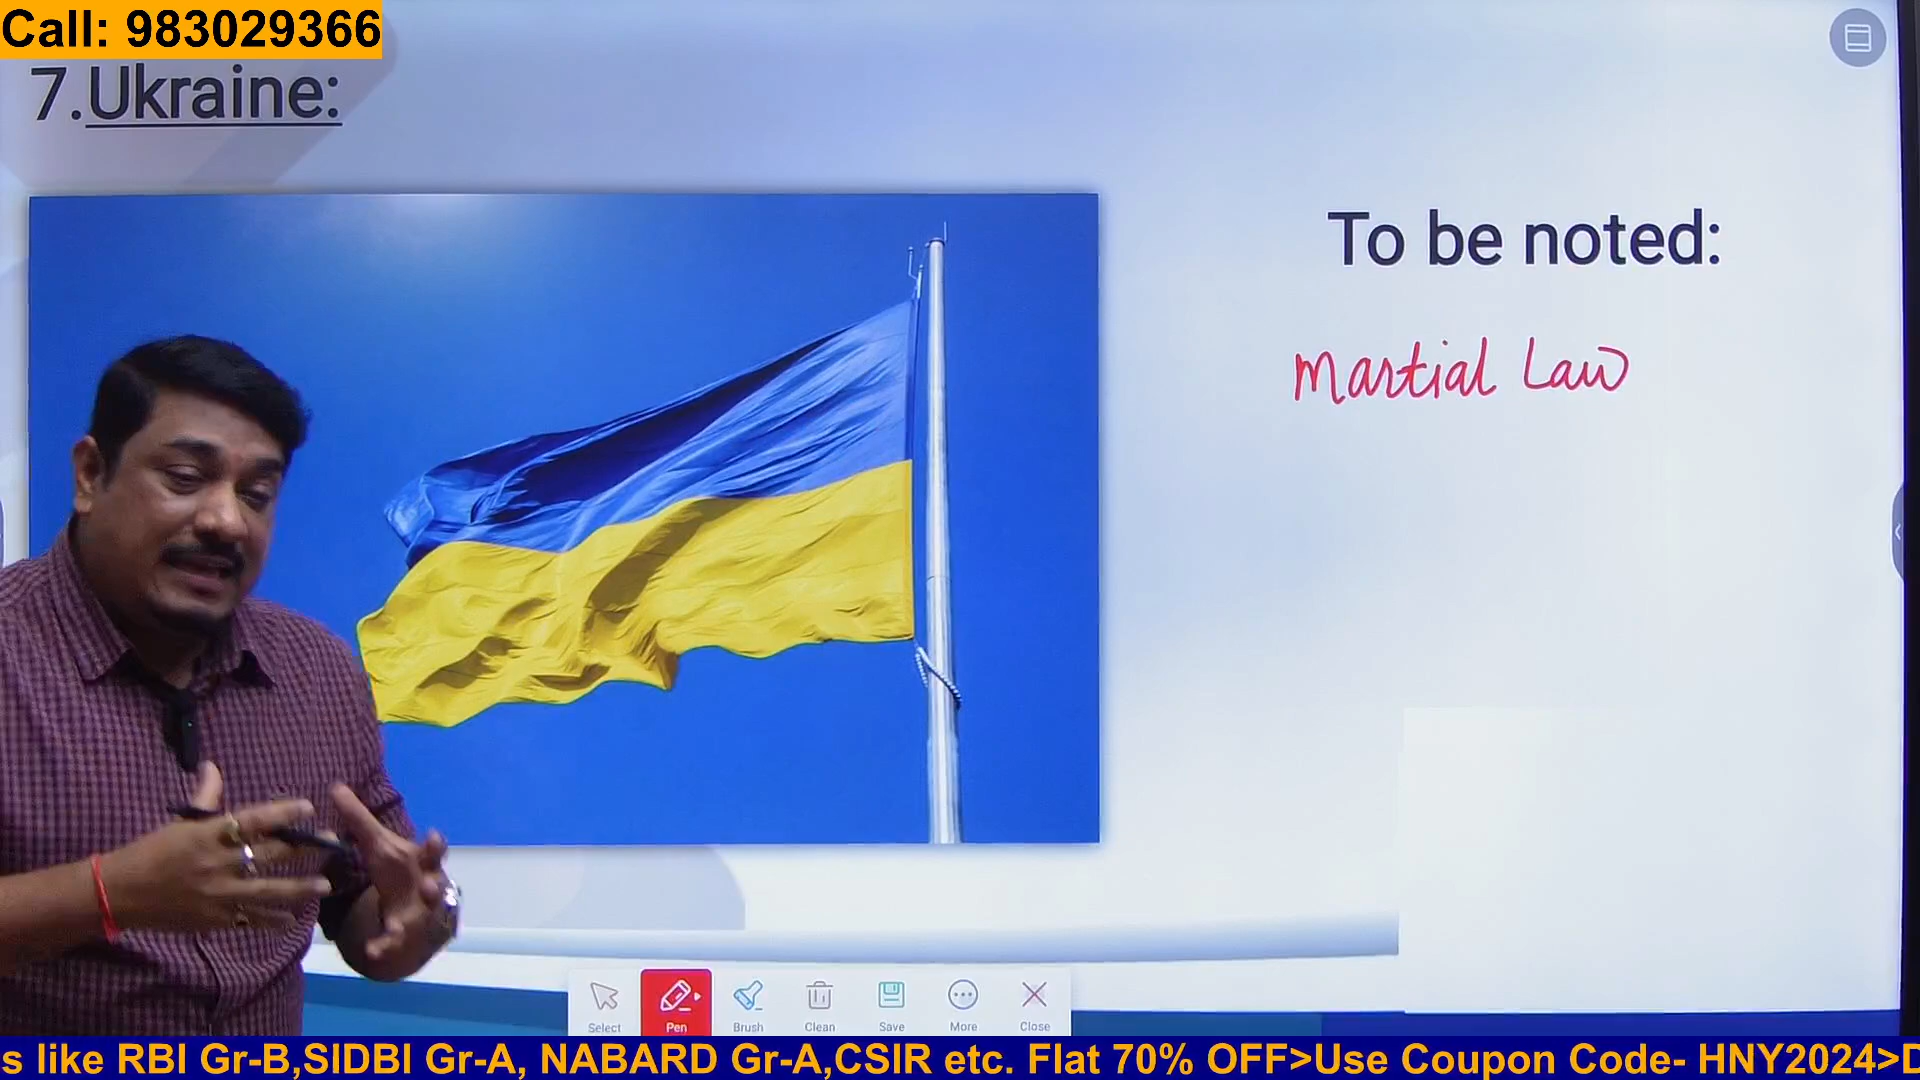 Call: 983029366
7.Ukraine:
To be noted:
Martial Law
Select
Pen
Brush
Clean
Save
More
Close
s like RBI Gr-B,SIDBI Gr-A, NABARD Gr-A,CSIR etc. Flat 70% OFF>Use Coupon Code- HNY2024>D